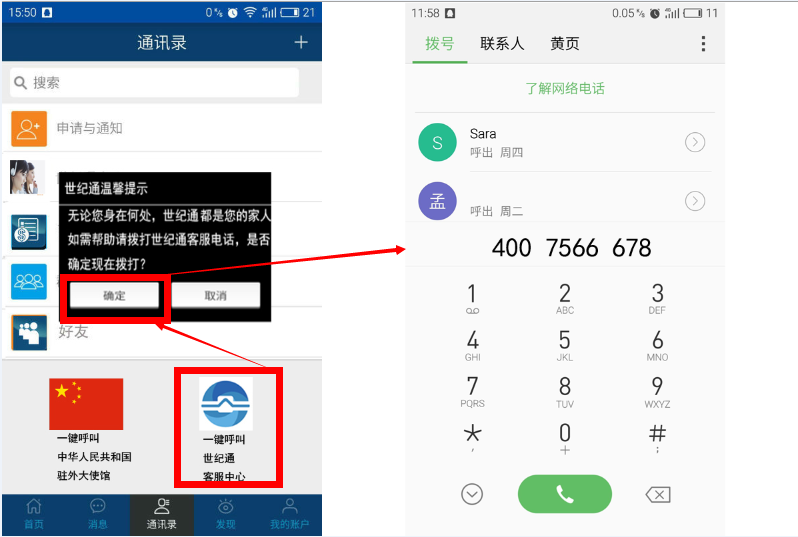 15:50
0% 4G 21
通讯录
搜索
申请与通知
世纪通温馨提示
无论您身在何处，世纪通都是您的家人
如需帮助请拨打世纪通客服电话，是否
确定现在拨打？
确定
取消
好友
一键呼叫
中华人民共和国
驻外大使馆
一键呼叫
世纪通
客服中心
首页
消息
通讯录
发现
我的账户
11:58
0.05% 4G 11
拨号
联系人
黄页
了解网络电话
S
Sara
呼出 周四
孟
呼出 周二
400 7566 678
1
2
ABC
3
DEF
4
GHI
5
JKL
6
MNO
7
PQRS
8
TUV
9
WXYZ
*
,
0
+
#
;